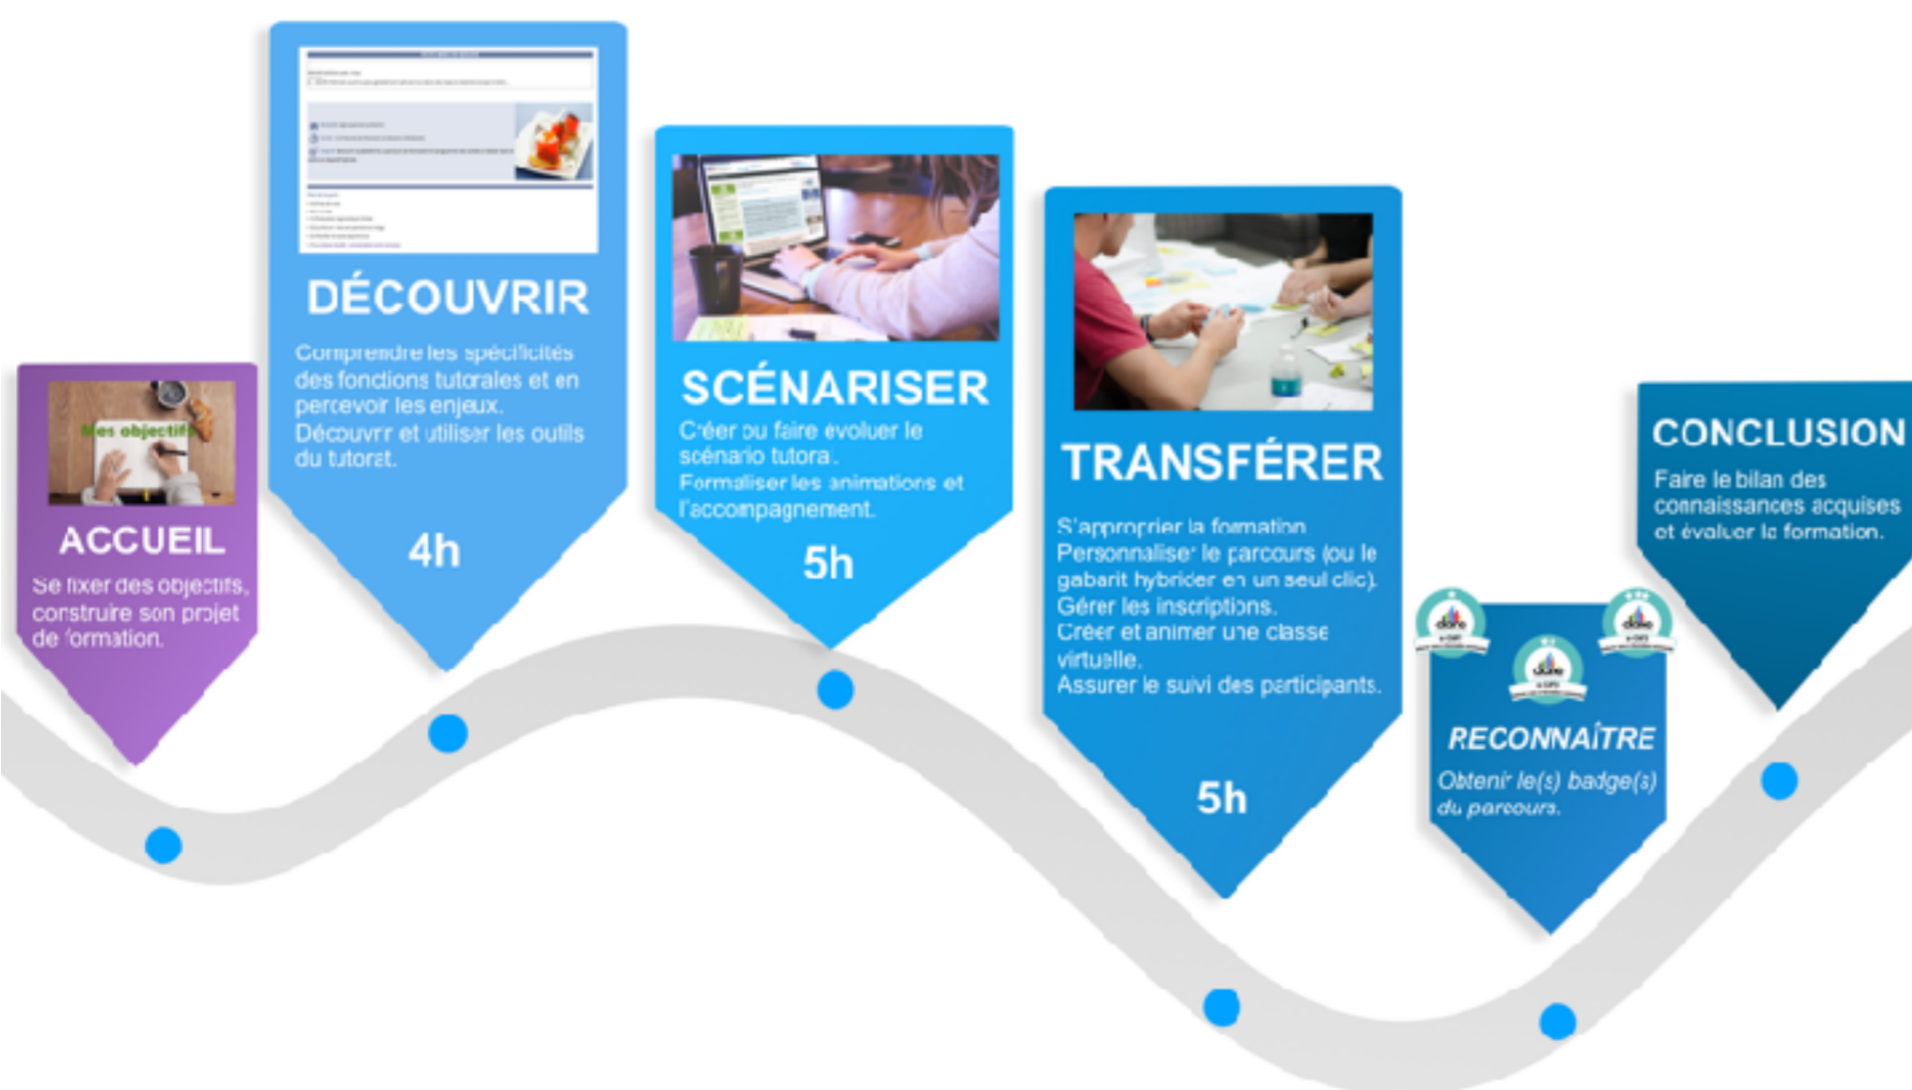 Mes objectifs
ACCUEIL
Se fixer des objectifs,
construire son projet
de formation.
DÉCOUVRIR
Comprendre les spécificités
des fonctions tutorales et en
percevoir les enjeux.
Découvrir et utiliser les outils
du tutorat.
4h
SCÉNARISER
Créer ou faire evoluer le
scénario tutoral.
Formaliser les animations et
l'accompagnement.
5h
TRANSFÉRER
S'approprier la formation
Personnaliser le parcours (ou le
gabarit hybrider en un seul clic).
Gérer les inscriptions.
Créer et animer une classe
virtuelle.
Assurer le suivi des participants.
5h
RECONNAÎTRE
Obtenir le(s) badge(s)
du parcours.
CONCLUSION
Faire le bilan des
connaissances acquises
et évaluer la formation.